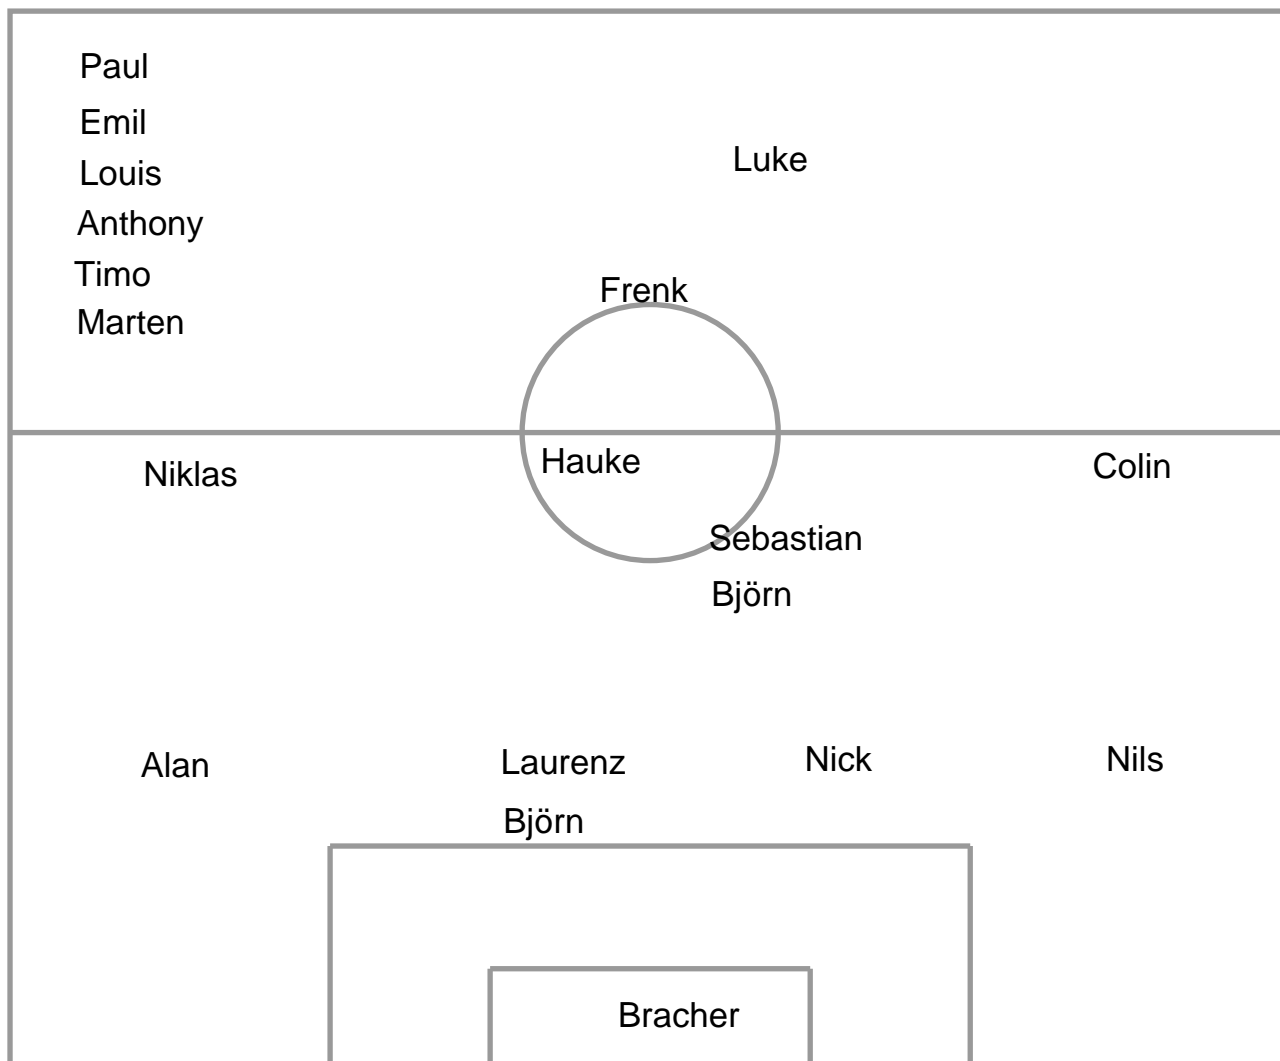 Paul
Emil
Luke
Louis
Anthony
Timo
Frenk
Marten
Niklas
Hauke
Colin
Sebastian
Björn
Alan
Laurenz
Nick
Nils
Björn
Bracher